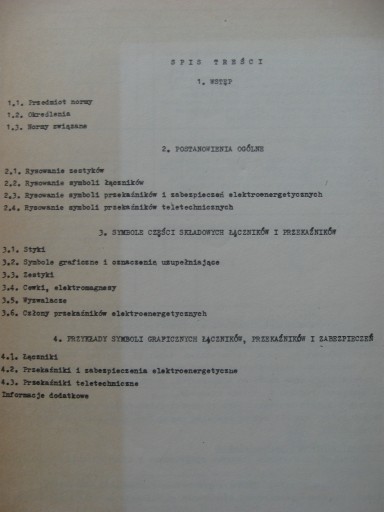 SPIS TREŚCI
1. WSTĘP
1.1. Przedmiot normy
1.2. Określenia
1.3. Normy związane
2. POSTANOWIENIA OGÓLNE
2.1. Rysowanie zestyków
2.2. Rysowanie symboli łączników
2.3. Rysowanie symboli przekaźników i zabezpieczeń elektroenergetycznych
2.4. Rysowanie symboli przekaźników teletechnicznych
3. SYMBOLE CZĘŚCI SKŁADOWYCH ŁĄCZNIKÓW I PRZEKAŹNIKÓW
3.1. Styki
3.2. Symbole graficzne i oznaczenie uzupełniające
3.3. Zestyki
3.4. Cewki, elektromagnesy
3.5. Wyzwalacze
3.6. Człony przekaźników elektroenergetycznych
4. PRZYKŁADY SYMBOLI GRAFICZNYCH ŁĄCZNIKÓW, PRZEKAŹNIKÓW I ZABEZPIECZEŃ
4.1. Łączniki
4.2. Przekaźniki i zabezpieczenia elektroenergetyczne
4.3. Przekaźniki teletechniczne
Informacje dodatkowe